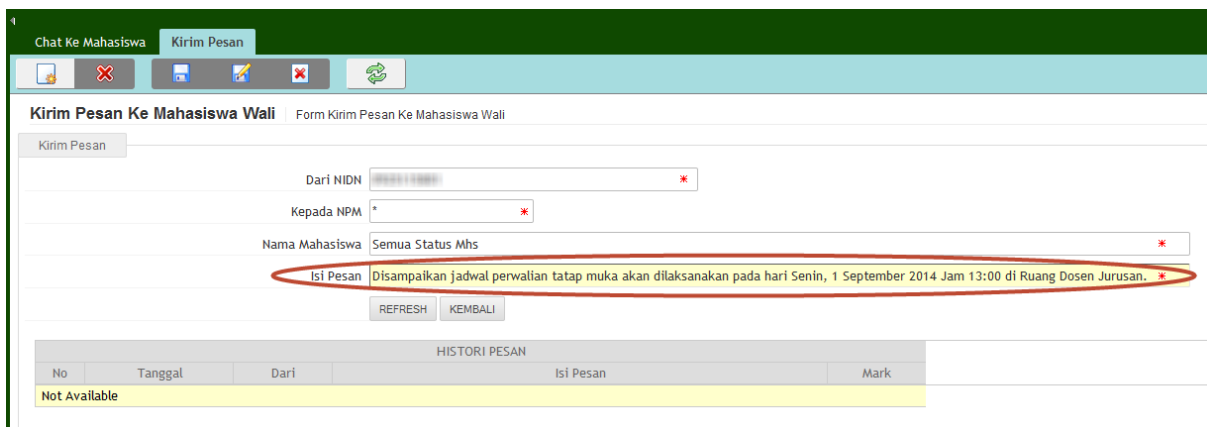 Chat Ke Mahasiswa Kirim Pesan
Kirim Pesan Ke Mahasiswa Wali Form Kirim Pesan Ke Mahasiswa Wali
Kirim Pesan
Dari NIDN *
Kepada NPM * *
Nama Mahasiswa Semua Status Mhs *
Isi Pesan Disampaikan jadwal perwalian tatap muka akan dilaksanakan pada hari Senin, 1 September 2014 Jam 13:00 di Ruang Dosen Jurusan. *
REFRESH KEMBALI
HISTORI PESAN
No Tanggal Dari Isi Pesan Mark
Not Available